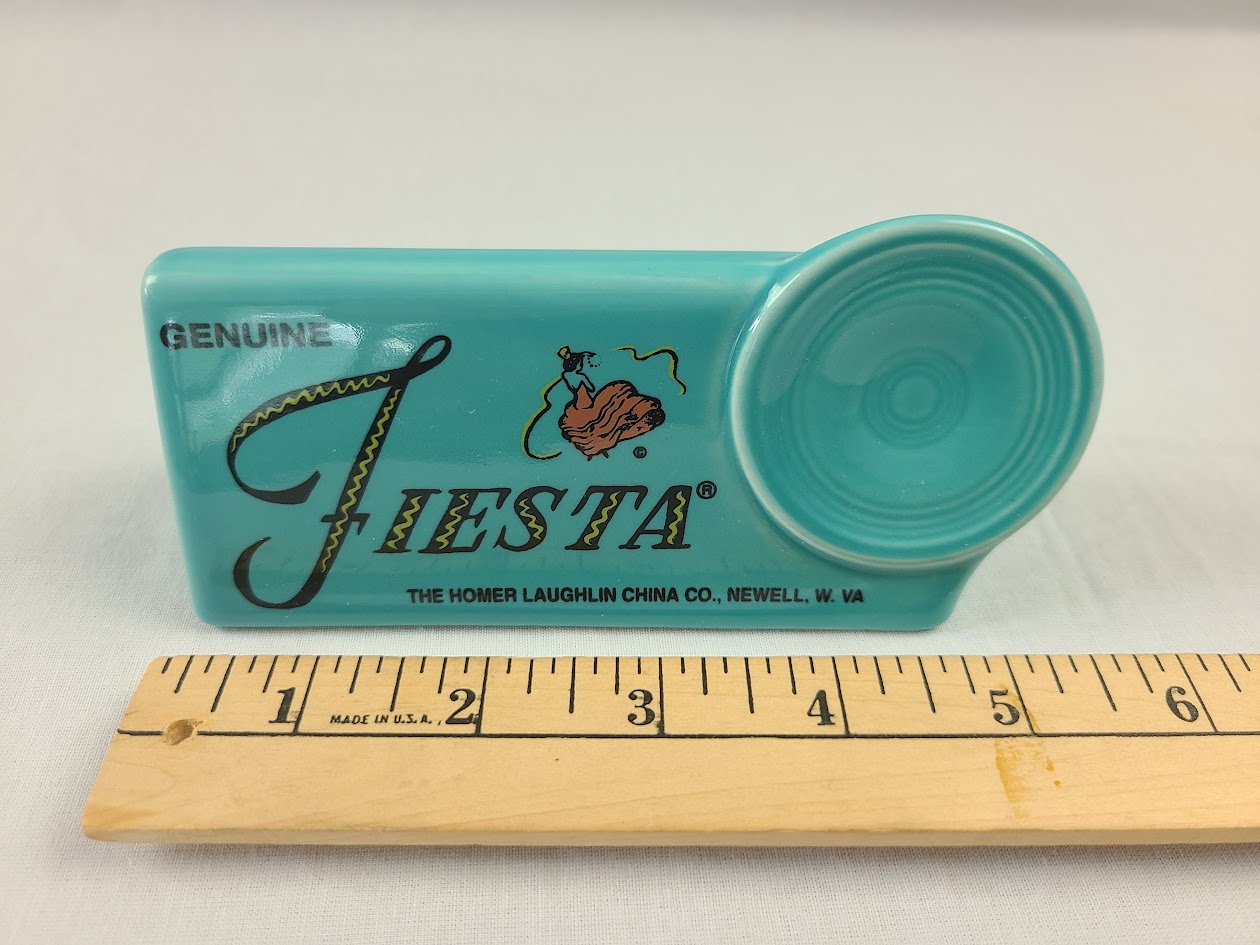 GENUINE
©
FIESTA®
THE HOMER LAUGHLIN CHINA CO., NEWELL, W. VA
1 2 3 4 5 6
MADE IN U.S.A.